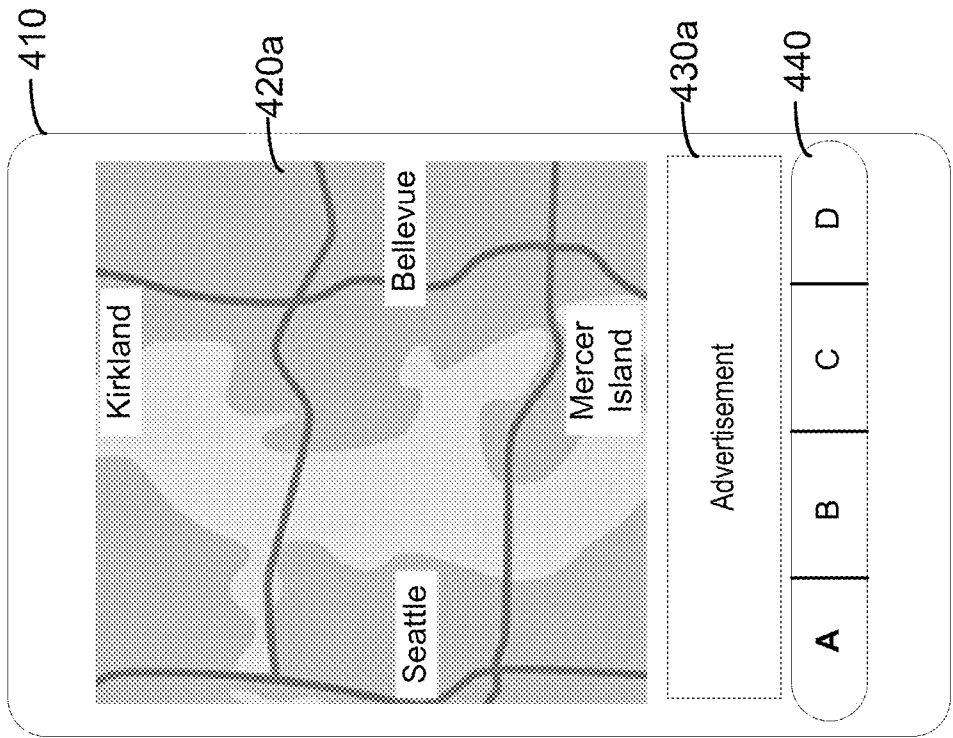 410
Kirkland
420a
Seattle
Bellevue
Mercer
Island
430a
Advertisement
440
A B C D